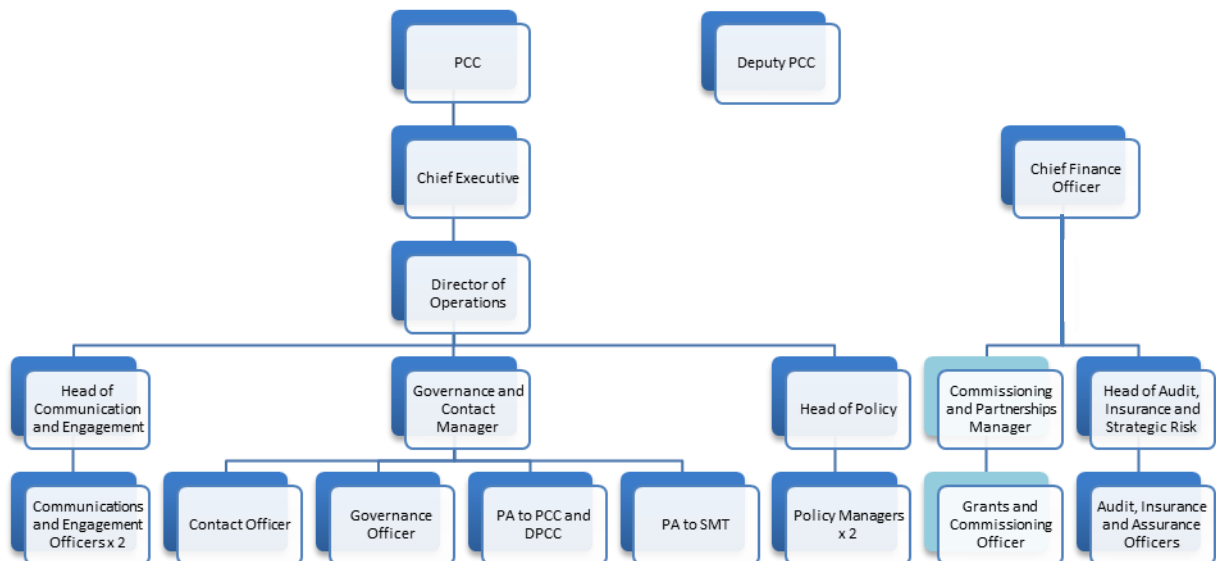 PCC
Deputy PCC
Chief Executive
Chief Finance
Officer
Director of
Operations
Head of
Communication
and Engagement
Governance and
Contact
Manager
Head of Policy
Commissioning
and Partnerships
Manager
Head of Audit,
Insurance and
Strategic Risk
Communications
and Engagement
Officers x 2
Contact Officer
Governance
Officer
PA to PCC and
DPCC
PA to SMT
Policy Managers
x 2
Grants and
Commissioning
Officer
Audit, Insurance
and Assurance
Officers